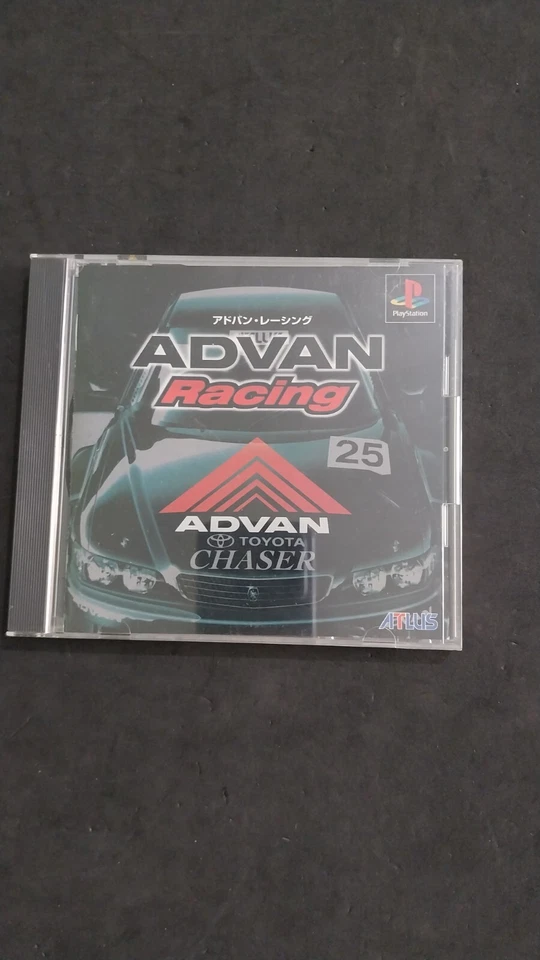 PlayStation
アドバン・レーシング
ADVAN
Racing
25
ADVAN
TOYOTA
CHASER
ATLUS